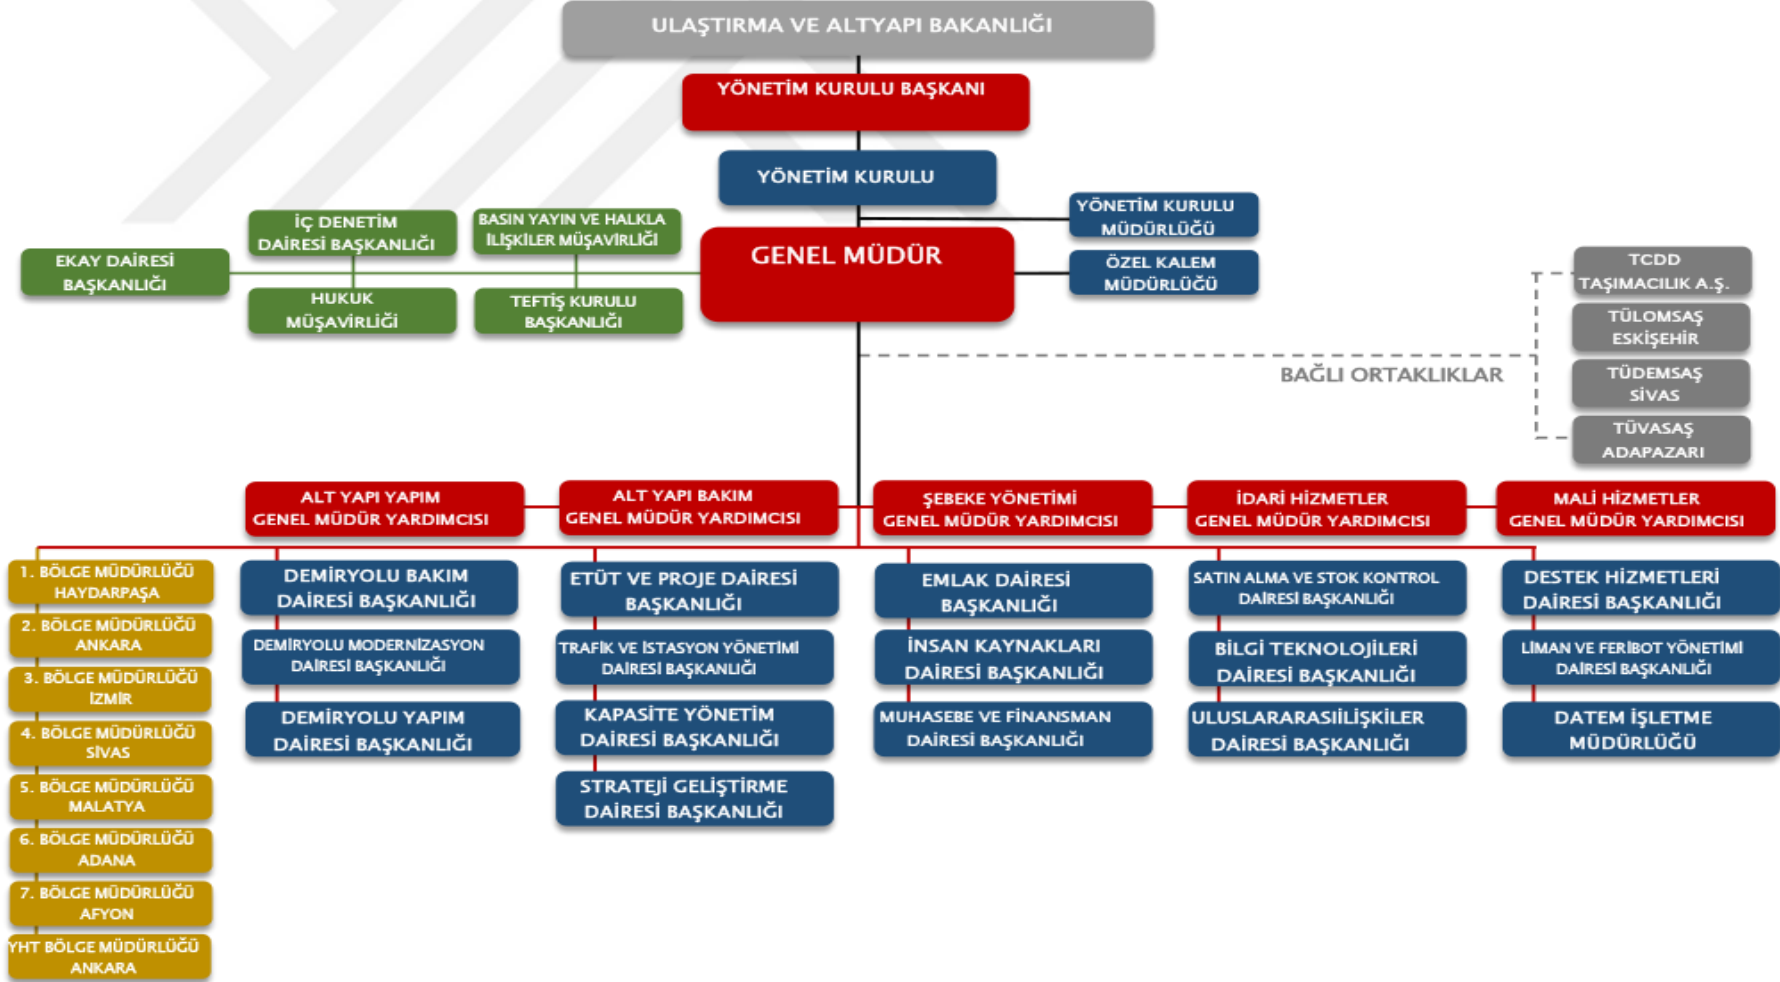 ULAŞTIRMA VE ALTYAPI BAKANLIĞI
YÖNETİM KURULU BAŞKANI
YÖNETİM KURULU
YÖNETİM KURULU
MÜDÜRLÜĞÜ
GENEL MÜDÜR
ÖZEL KALEM
MÜDÜRLÜĞÜ
İÇ DENETİM
DAİRESİ BAŞKANLIĞI
BASIN YAYIN VE HALKLA
İLİŞKİLER MÜŞAVİRLİĞİ
EKAY DAİRESİ
BAŞKANLIĞI
HUKUK
MÜŞAVİRLİĞİ
TEFTİŞ KURULU
BAŞKANLIĞI
BAĞLI ORTAKLIKLAR
TCDD
TAŞIMACILIK A.Ş.
TÜLOMSAŞ
ESKİŞEHİR
TÜDEMSAŞ
SİVAS
TÜVASAŞ
ADAPAZARI
ALT YAPI YAPIM
GENEL MÜDÜR YARDIMCISI
ALT YAPI BAKIM
GENEL MÜDÜR YARDIMCISI
ŞEBEKE YÖNETİMİ
GENEL MÜDÜR YARDIMCISI
İDARİ HİZMETLER
GENEL MÜDÜR YARDIMCISI
MALİ HİZMETLER
GENEL MÜDÜR YARDIMCISI
1. BÖLGE MÜDÜRLÜĞÜ
HAYDARPAŞA
2. BÖLGE MÜDÜRLÜĞÜ
ANKARA
3. BÖLGE MÜDÜRLÜĞÜ
İZMİR
4. BÖLGE MÜDÜRLÜĞÜ
SİVAS
5. BÖLGE MÜDÜRLÜĞÜ
MALATYA
6. BÖLGE MÜDÜRLÜĞÜ
ADANA
7. BÖLGE MÜDÜRLÜĞÜ
AFYON
YHT BÖLGE MÜDÜRLÜĞÜ
ANKARA
DEMİRYOLU BAKIM
DAİRESİ BAŞKANLIĞI
DEMİRYOLU MODERNİZASYON
DAİRESİ BAŞKANLIĞI
DEMİRYOLU YAPIM
DAİRESİ BAŞKANLIĞI
ETÜT VE PROJE DAİRESİ
BAŞKANLIĞI
TRAFİK VE İSTASYON YÖNETİMİ
DAİRESİ BAŞKANLIĞI
KAPASİTE YÖNETİM
DAİRESİ BAŞKANLIĞI
STRATEJİ GELİŞTİRME
DAİRESİ BAŞKANLIĞI
EMLAK DAİRESİ
BAŞKANLIĞI
İNSAN KAYNAKLARI
DAİRESİ BAŞKANLIĞI
MUHASEBE VE FİNANSMAN
DAİRESİ BAŞKANLIĞI
SATIN ALMA VE STOK KONTROL
DAİRESİ BAŞKANLIĞI
BİLGİ TEKNOLOJİLERİ
DAİRESİ BAŞKANLIĞI
ULUSLARARASIİLİŞKİLER
DAİRESİ BAŞKANLIĞI
DESTEK HİZMETLERİ
DAİRESİ BAŞKANLIĞI
LİMAN VE FERİBOT YÖNETİMİ
DAİRESİ BAŞKANLIĞI
DATEM İŞLETME
MÜDÜRLÜĞÜ